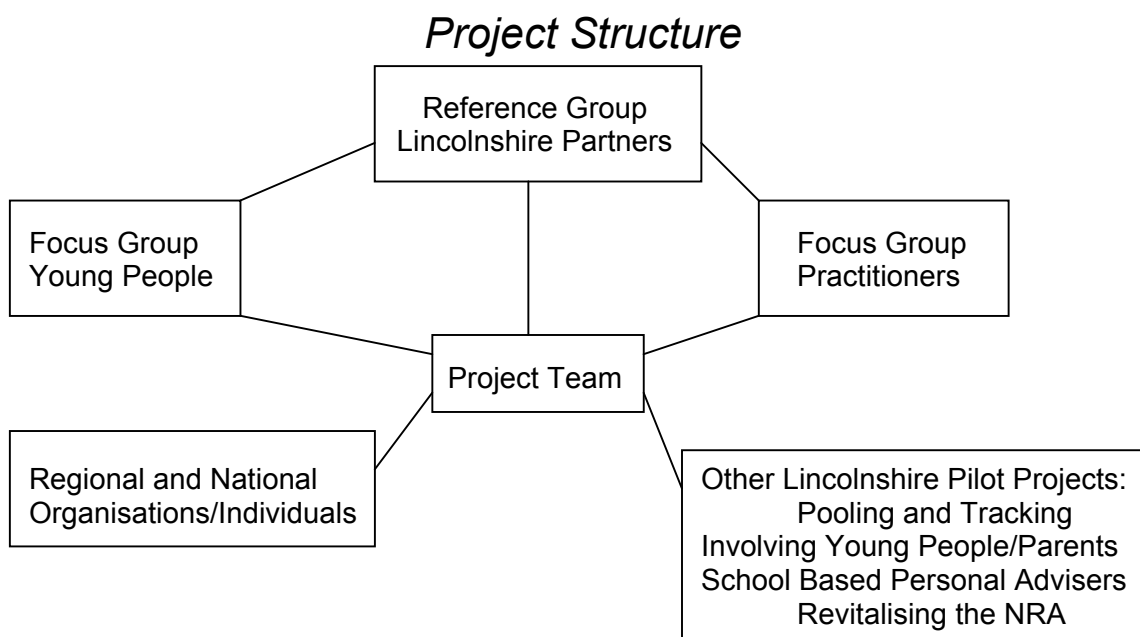 Project Structure
Reference Group
Lincolnshire Partners
Focus Group
Young People
Focus Group
Practitioners
Project Team
Regional and National
Organisations/Individuals
Other Lincolnshire Pilot Projects:
Pooling and Tracking
Involving Young People/Parents
School Based Personal Advisers
Revitalising the NRA